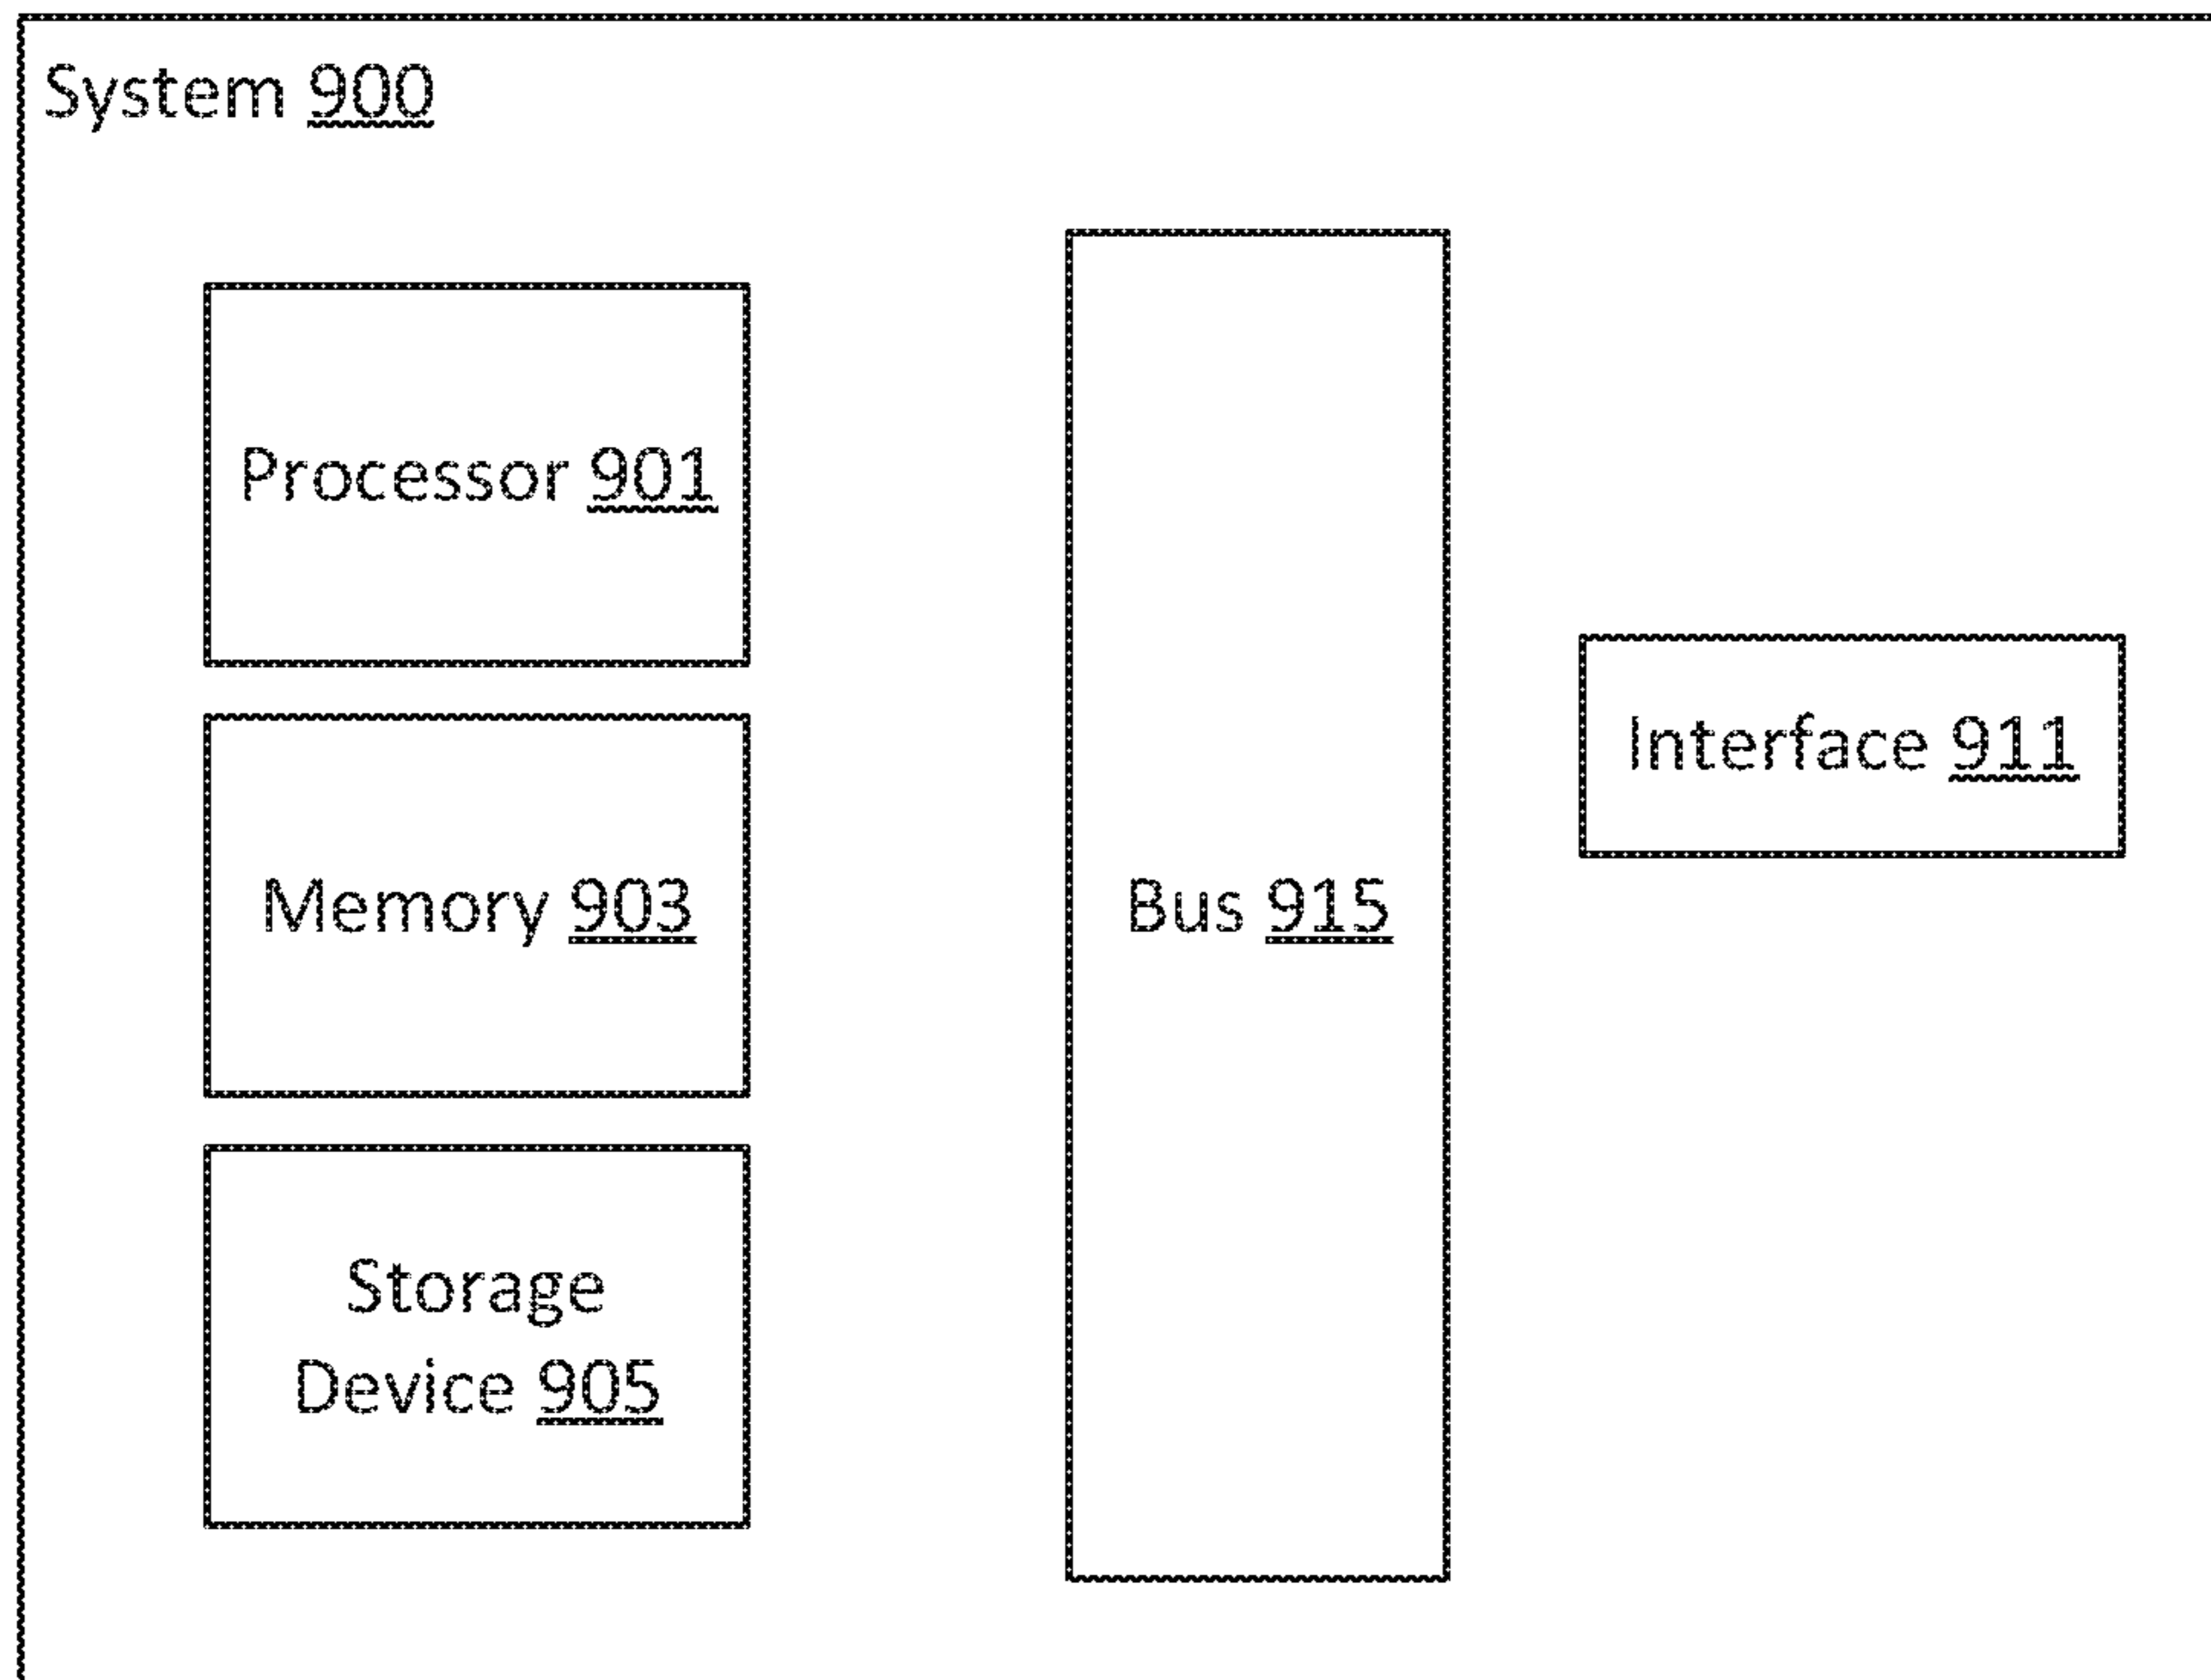 System 900
Processor 901
Memory 903
Storage
Device 905
Bus 915
Interface 911